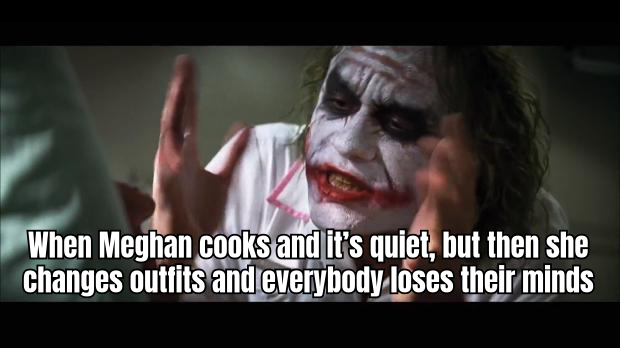 When Meghan cooks and it’s quiet, but then she
changes outfits and everybody loses their minds